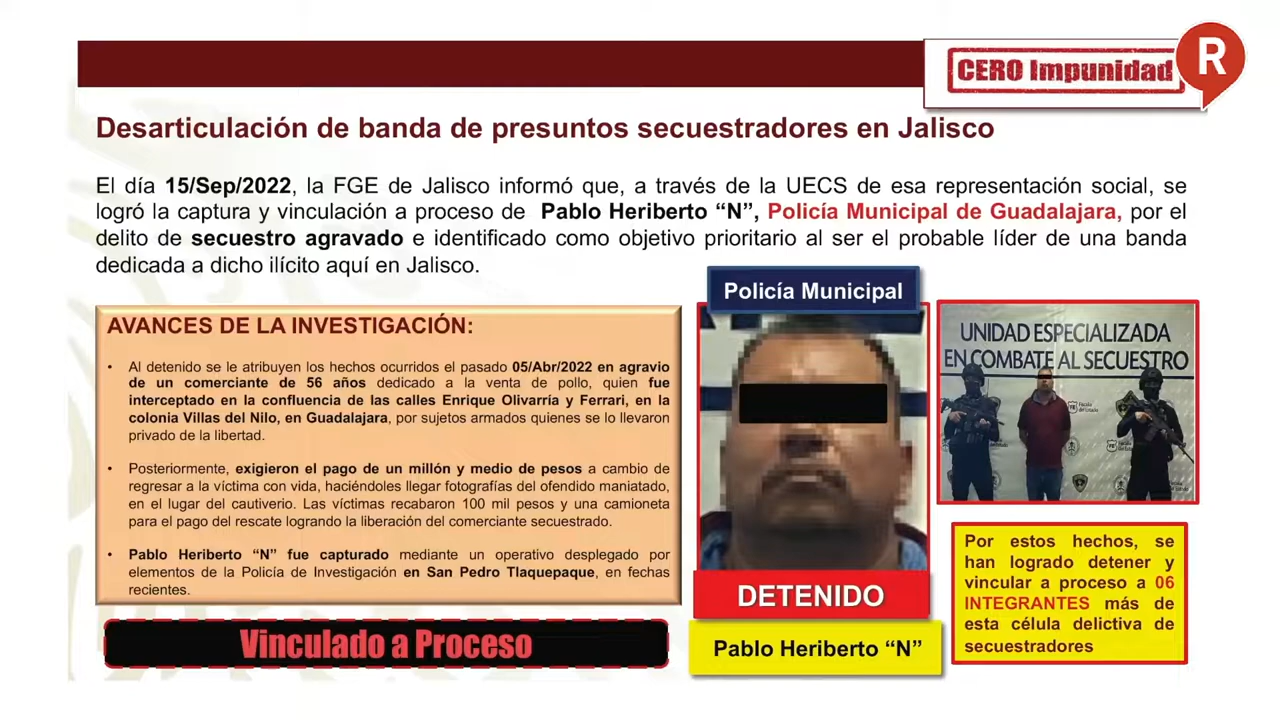 CERO Impunidad
R
Desarticulación de banda de presuntos secuestradores en Jalisco
El día 15/Sep/2022, la FGE de Jalisco informó que, a través de la UECS de esa representación social, se
logró la captura y vinculación a proceso de Pablo Heriberto “N”, Policía Municipal de Guadalajara, por el
delito de secuestro agravado e identificado como objetivo prioritario al ser el probable líder de una banda
dedicada a dicho ilícito aquí en Jalisco.
AVANCES DE LA INVESTIGACIÓN:
• Al detenido se le atribuyen los hechos ocurridos el pasado 05/Abr/2022 en agravio
de un comerciante de 56 años dedicado a la venta de pollo, quien fue
interceptado en la confluencia de las calles Enrique Olivarría y Ferrari, en la
colonia Villas del Nilo, en Guadalajara, por sujetos armados quienes se lo llevaron
privado de la libertad.
• Posteriormente, exigieron el pago de un millón y medio de pesos a cambio de
regresar a la víctima con vida, haciéndoles llegar fotografías del ofendido maniatado,
en el lugar del cautiverio. Las víctimas recabaron 100 mil pesos y una camioneta
para el pago del rescate logrando la liberación del comerciante secuestrado.
• Pablo Heriberto “N” fue capturado mediante un operativo desplegado por
elementos de la Policía de Investigación en San Pedro Tlaquepaque, en fechas
recientes.
Vinculado a Proceso
Policía Municipal
DETENIDO
Pablo Heriberto “N”
UNIDAD ESPECIALIZADA
EN COMBATE AL SECUESTRO
Por estos hechos, se
han logrado detener y
vincular a proceso a 06
INTEGRANTES más de
esta célula delictiva de
secuestradores